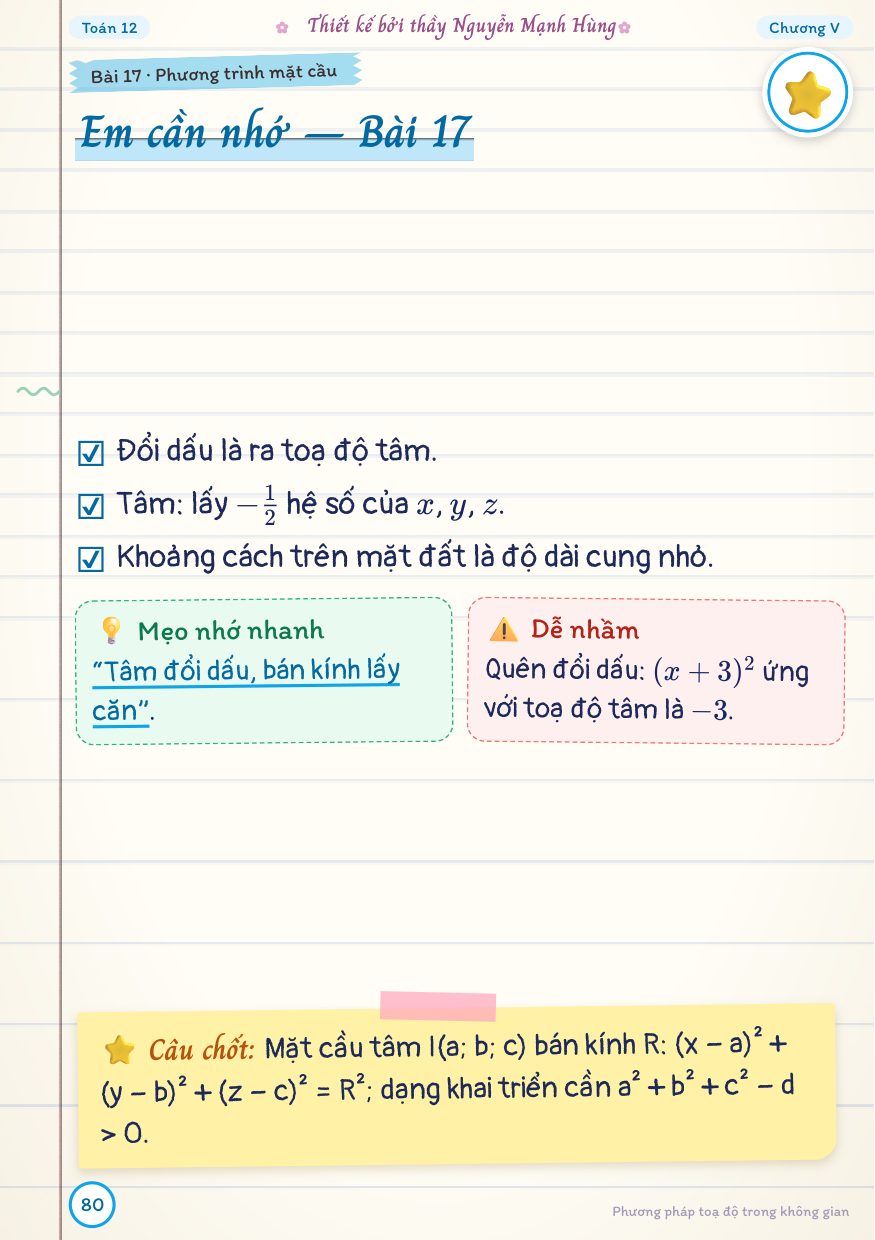 Toán 12
Thiết kế bởi thầy Nguyễn Mạnh Hùng
Chương V
Bài 17 · Phương trình mặt cầu
Em cần nhớ — Bài 17
Đổi dấu là ra toạ độ tâm.
Tâm: lấy −1/2 hệ số của x, y, z.
Khoảng cách trên mặt đất là độ dài cung nhỏ.
Mẹo nhớ nhanh
“Tâm đổi dấu, bán kính lấy
căn”.
Dễ nhầm
Quên đổi dấu: (x + 3)² ứng
với toạ độ tâm là −3.
Câu chốt: Mặt cầu tâm I(a; b; c) bán kính R: (x − a)² +
(y − b)² + (z − c)² = R²; dạng khai triển cần a² + b² + c² − d
> 0.
80
Phương pháp toạ độ trong không gian